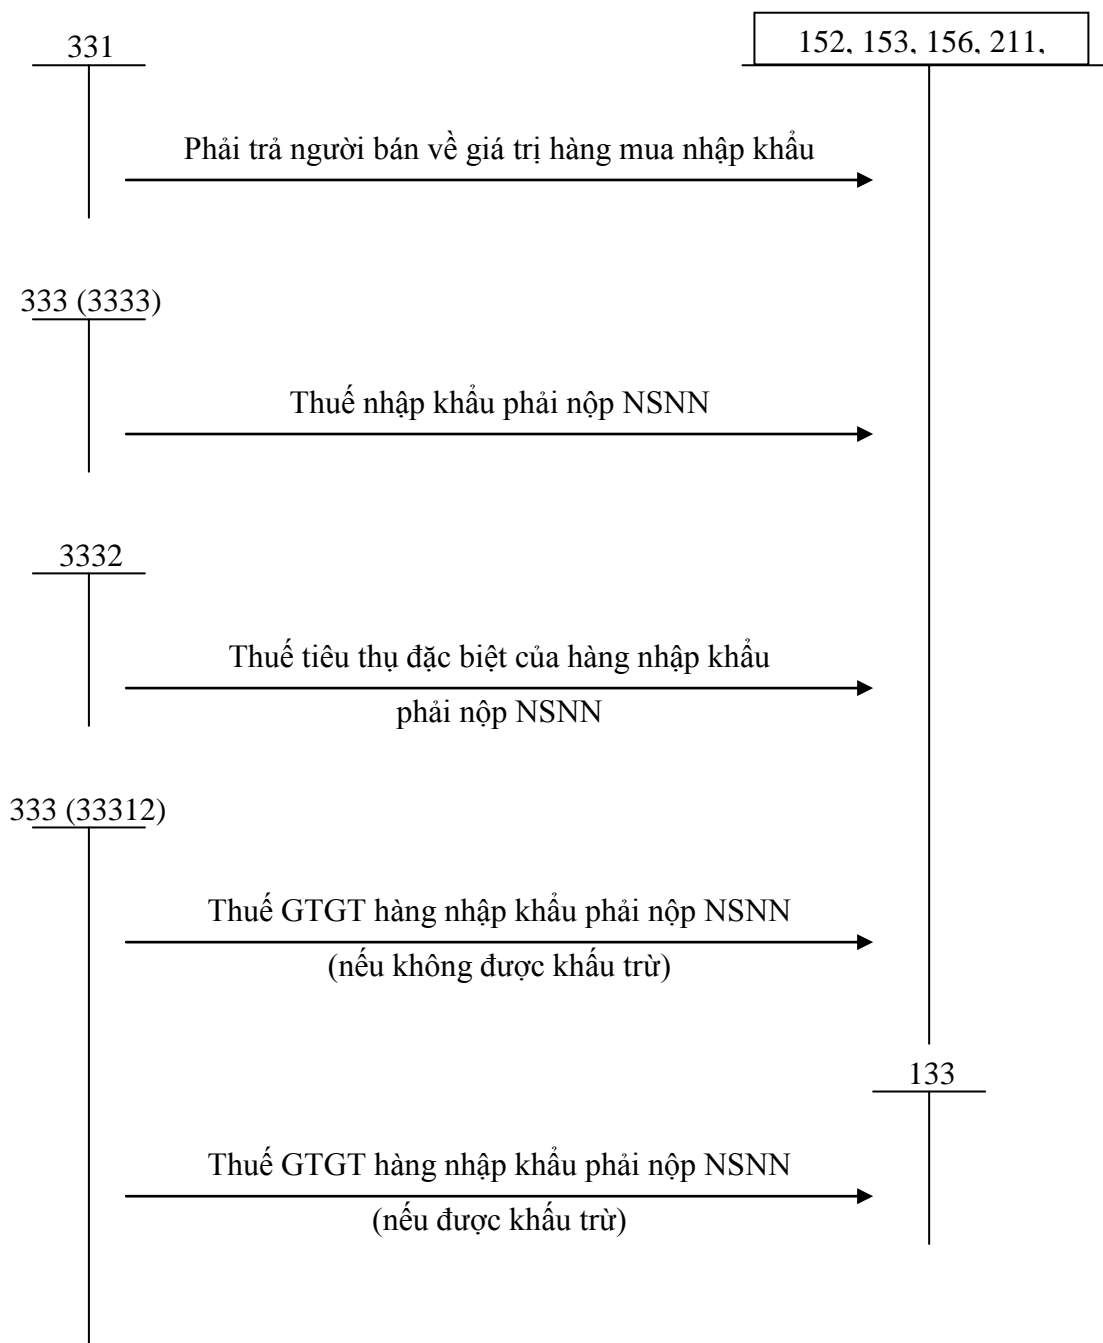 331
152, 153, 156, 211,
Phải trả người bán về giá trị hàng mua nhập khẩu
333 (3333)
Thuế nhập khẩu phải nộp NSNN
3332
Thuế tiêu thụ đặc biệt của hàng nhập khẩu
phải nộp NSNN
333 (33312)
Thuế GTGT hàng nhập khẩu phải nộp NSNN
(nếu không được khấu trừ)
133
Thuế GTGT hàng nhập khẩu phải nộp NSNN
(nếu được khấu trừ)